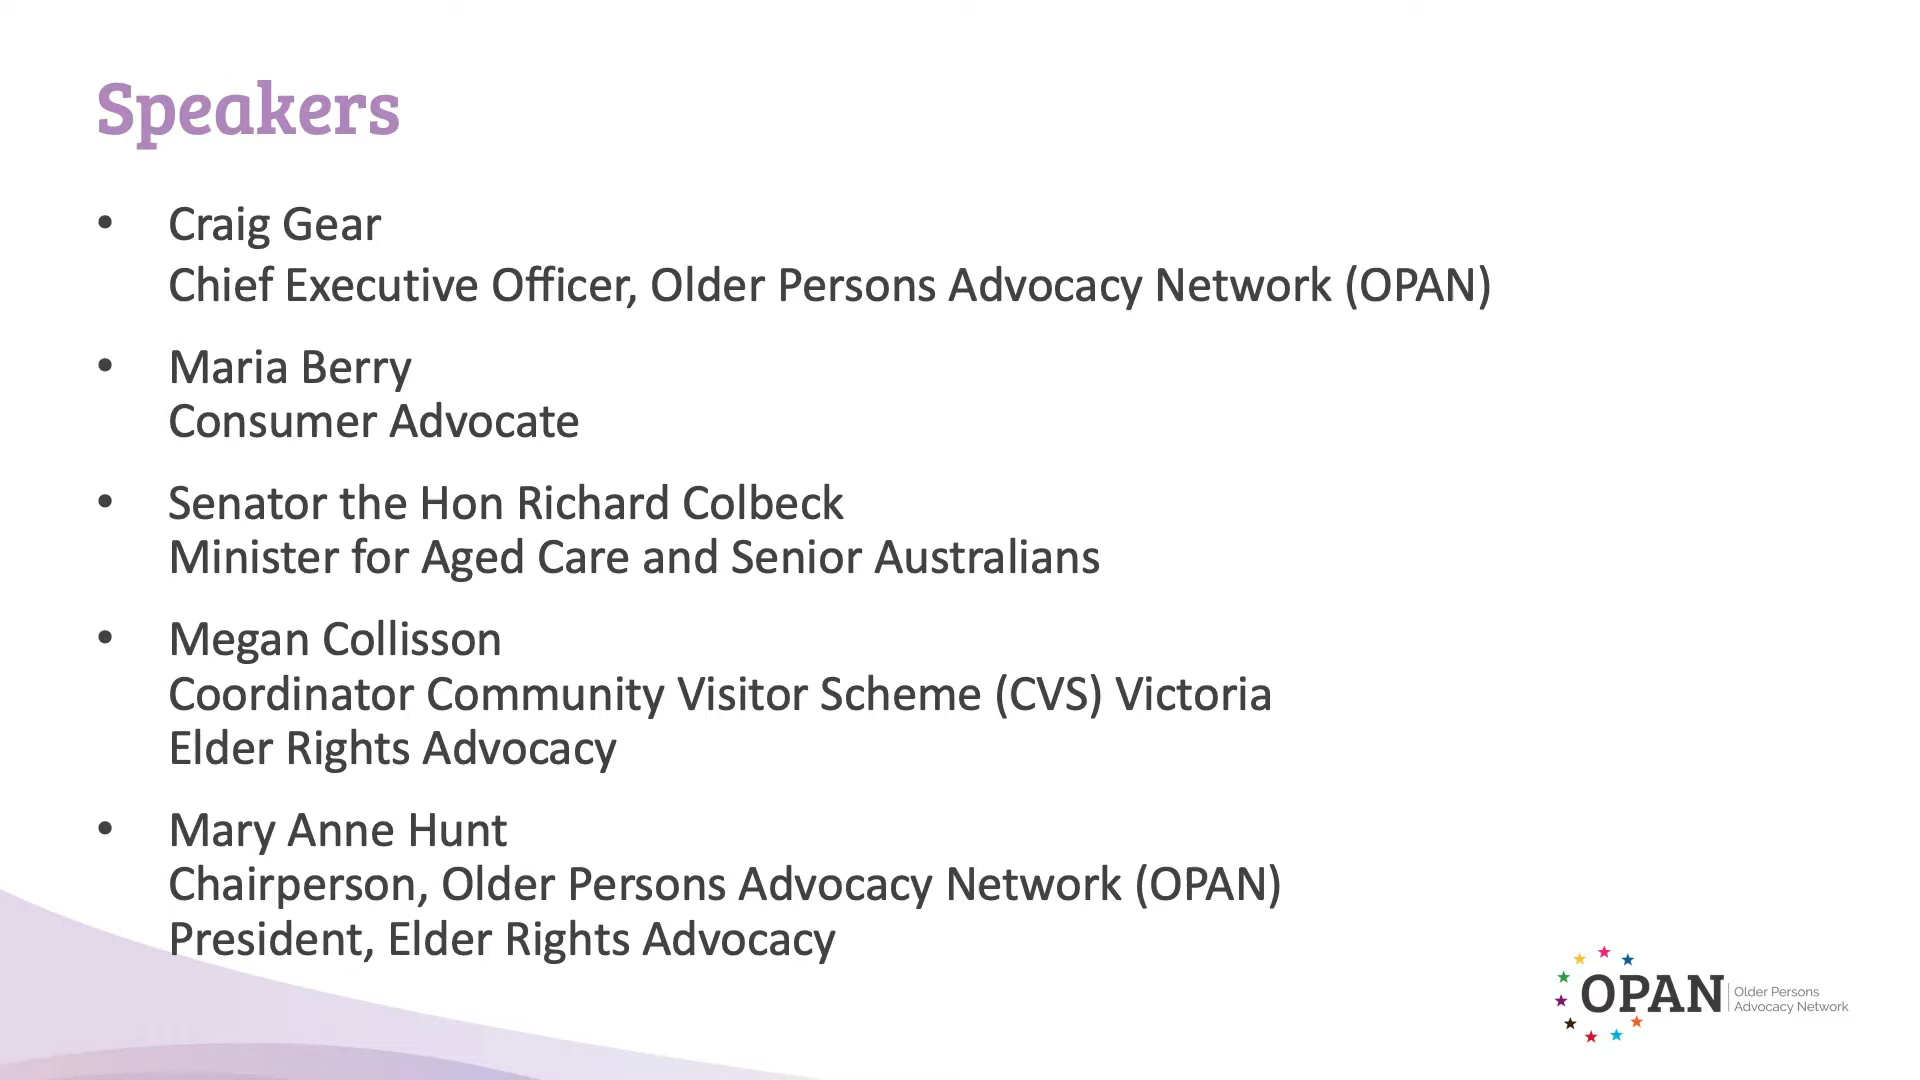 Speakers
• Craig Gear
Chief Executive Officer, Older Persons Advocacy Network (OPAN)
• Maria Berry
Consumer Advocate
• Senator the Hon Richard Colbeck
Minister for Aged Care and Senior Australians
• Megan Collisson
Coordinator Community Visitor Scheme (CVS) Victoria
Elder Rights Advocacy
• Mary Anne Hunt
Chairperson, Older Persons Advocacy Network (OPAN)
President, Elder Rights Advocacy
OPAN
Older Persons
Advocacy Network